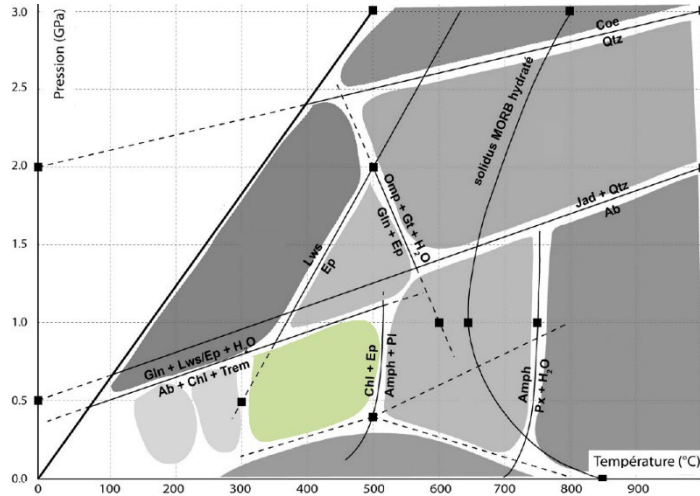 3.0
Pression (GPa)
Coe
Qtz
2.5
solidus MORB hydraté
2.0
Omp + Gt + H2O
Gln + Ep
Jad + Qtz
Ab
Lws
Ep
1.5
1.0
Gln + Lws/Ep + H2O
Ab + Chl + Trem
Chl + Ep
Amph + Pl
Amph
Px + H2O
0.5
Température (°C)
0.0
0
100
200
300
400
500
600
700
800
900